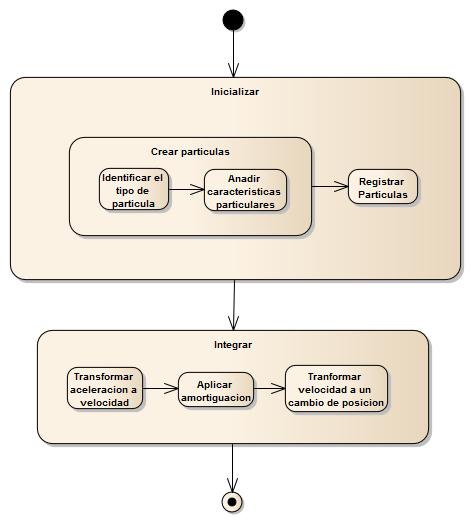 Inicializar
Crear particulas
Identificar el
tipo de
particula
Anadir
caracteristicas
particulares
Registrar
Particulas
Integrar
Transformar
aceleracion a
velocidad
Aplicar
amortiguacion
Tranformar
velocidad a un
cambio de posicion